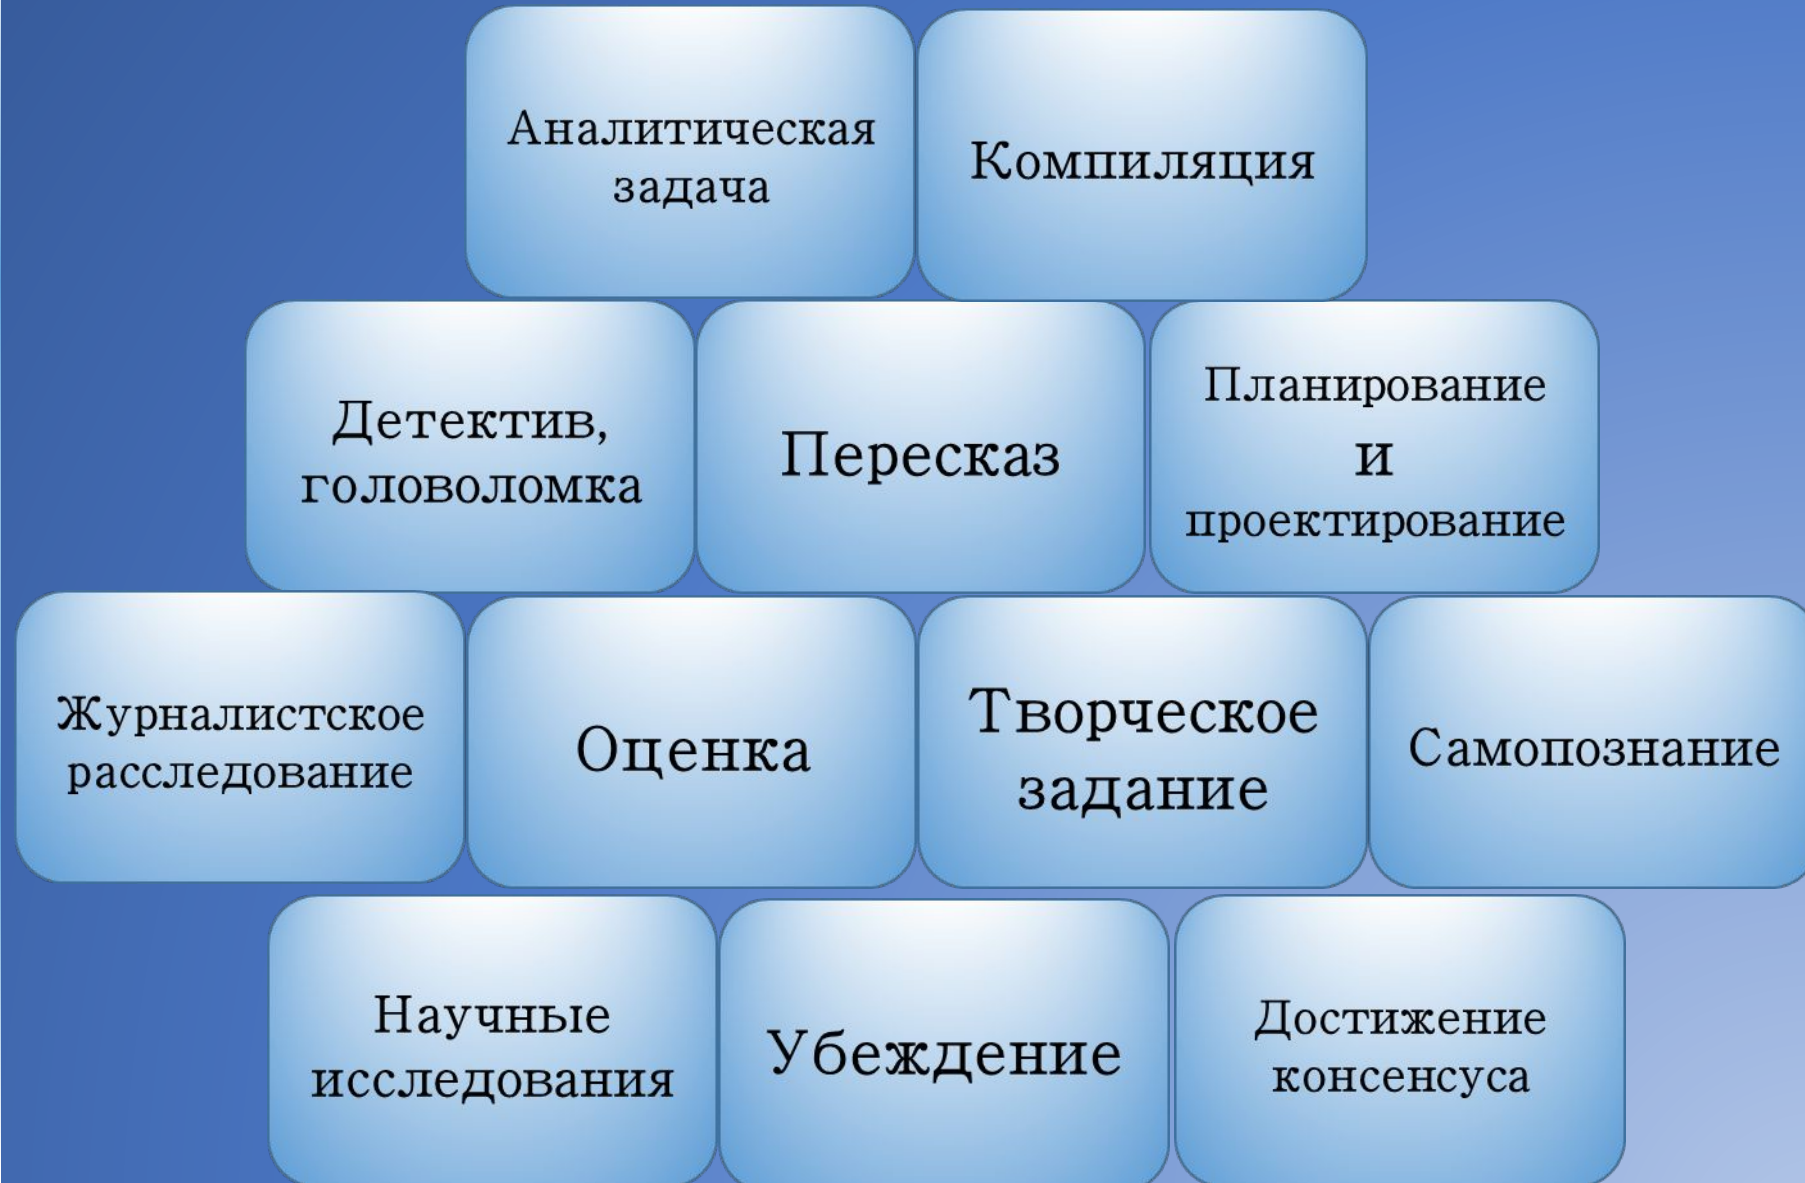 Аналитическая
задача
Компиляция
Детектив,
головоломка
Пересказ
Планирование
и
проектирование
Журналистское
расследование
Оценка
Творческое
задание
Самопознание
Научные
исследования
Убеждение
Достижение
консенсуса